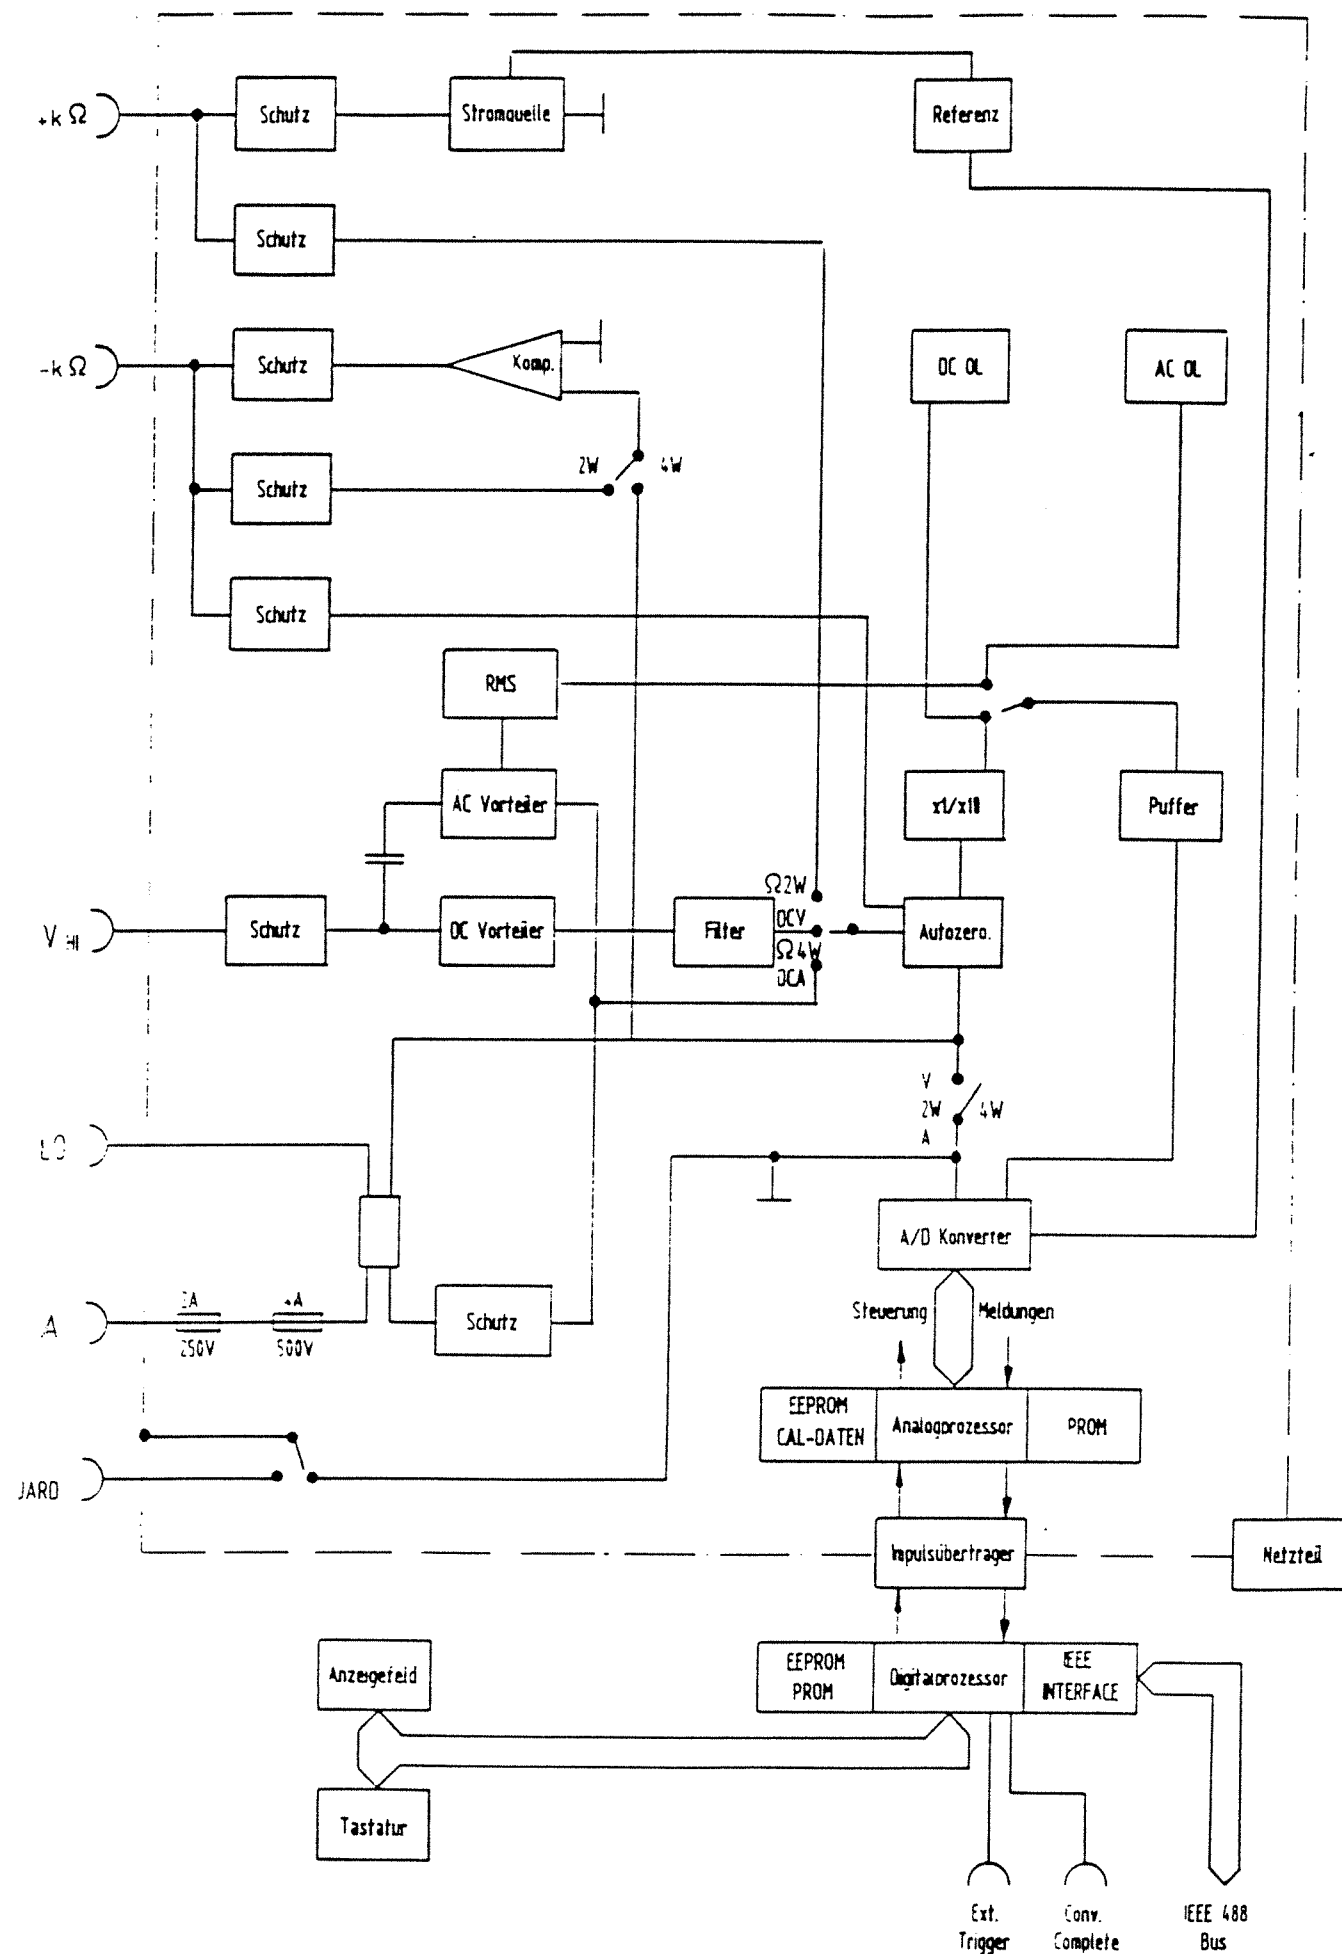 +k Ω
Schutz
Stromquelle
Referenz
Schutz
-k Ω
Schutz
Komp.
DC OL
AC OL
2W
4W
Schutz
Schutz
RMS
AC Vorteiler
x1/x10
Puffer
Ω2W
V HI
Schutz
DC Vorteiler
Filter
DCV
Autozero.
Ω4W
DCA
V
2W
4W
A
LO
A/D Konverter
A
250V
500V
Schutz
Steuerung
Meldungen
EEPROM
CAL-DATEN
Analogprozessor
PROM
JARD
Impulsübertrager
Netzteil
Anzeigefeld
EEPROM
PROM
Digitalprozessor
IEEE
INTERFACE
Tastatur
Ext.
Trigger
Conv.
Complete
IEEE 488
Bus